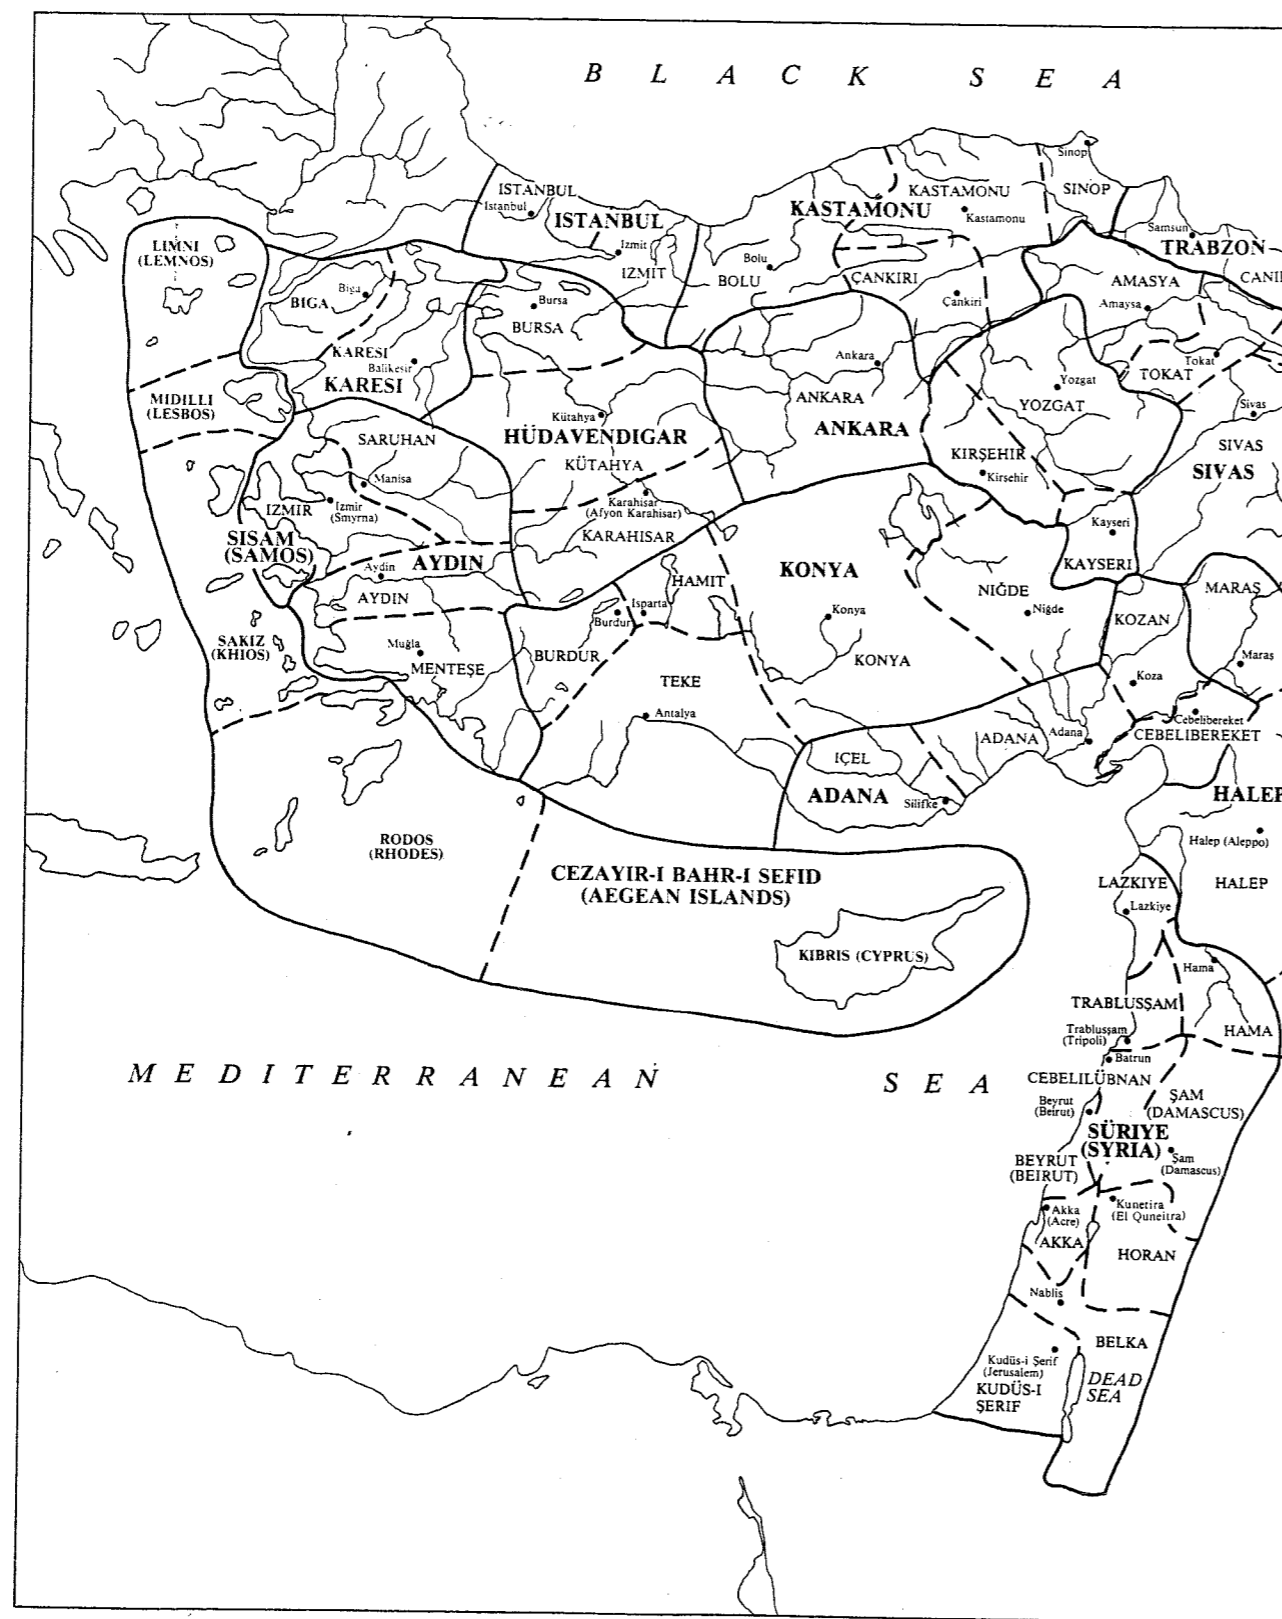 BLACK SEA
Sinop
SINOP
KASTAMONU
Kastamonu
KASTAMONU
ISTANBUL
Istanbul
ISTANBUL
Izmit
IZMIT
Bolu
BOLU
ÇANKIRI
Çankiri
Samsun
TRABZON
AMASYA
Amaysa
Tokat
TOKAT
LIMNI
(LEMNOS)
BIGA
Biga
Bursa
BURSA
KARESI
Balikesir
KARESI
Ankara
ANKARA
ANKARA
Yozgat
YOZGAT
KIRŞEHIR
Kirsehir
Sivas
SIVAS
SIVAS
MIDILLI
(LESBOS)
SARUHAN
Manisa
Kütahya
HÜDAVENDIGAR
KÜTAHYA
Karahisar
(Afyon Karahisar)
KARAHISAR
IZMIR
Izmir
(Smyrna)
SISAM
(SAMOS)
Aydin
AYDIN
AYDIN
Kayseri
KAYSERI
KONYA
Konya
KONYA
NIĞDE
Niğde
HAMIT
Isparta
Burdur
BURDUR
MARAŞ
Maraş
KOZAN
Koza
SAKIZ
(KHIOS)
Muğla
MENTEŞE
TEKE
Antalya
IÇEL
ADANA
Silifke
ADANA
Adana
Cebelibereket
CEBELIBEREKET
HALEP
Halep (Aleppo)
HALEP
RODOS
(RHODES)
CEZAYIR-I BAHR-I SEFID
(AEGEAN ISLANDS)
KIBRIS (CYPRUS)
LAZKIYE
Lazkiye
Hama
HAMA
TRABLUSŞAM
Trablusşam
(Tripoli)
Batrun
MEDITERRANEAN SEA
CEBELILÜBNAN
Beyrut
(Beirut)
ŞAM
(DAMASCUS)
SÜRIYE
(SYRIA)
Şam
(Damascus)
BEYRUT
(BEIRUT)
Kunetira
(El Quneitra)
Akka
(Acre)
AKKA
HORAN
Nablis
BELKA
Kudüs-i Şerif
(Jerusalem)
KUDÜS-I
ŞERIF
DEAD
SEA